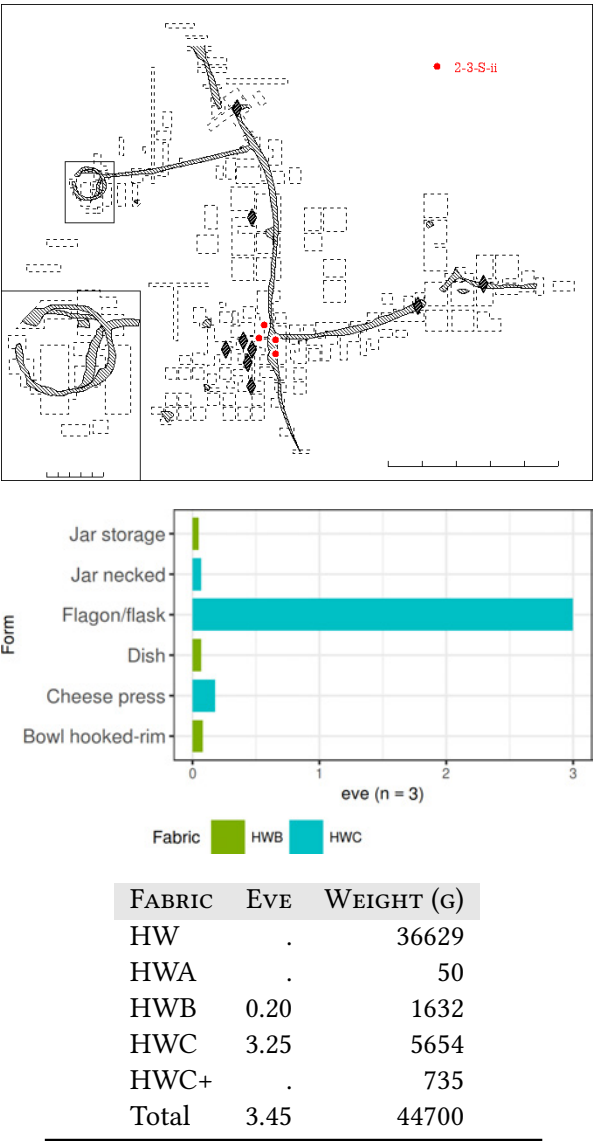 2-3-S-ii
Form
Jar storage
Jar necked
Flagon/flask
Dish
Cheese press
Bowl hooked-rim
0 1 2 3
eve (n = 3)
Fabric HWB HWC
FABRIC EVE WEIGHT (G)
HW . 36629
HWA . 50
HWB 0.20 1632
HWC 3.25 5654
HWC+ . 735
Total 3.45 44700